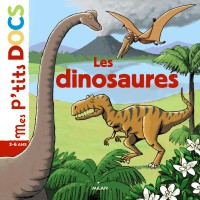 Mes P'tits DOCS
3-6 ANS
Les
dinosaures
MILAN